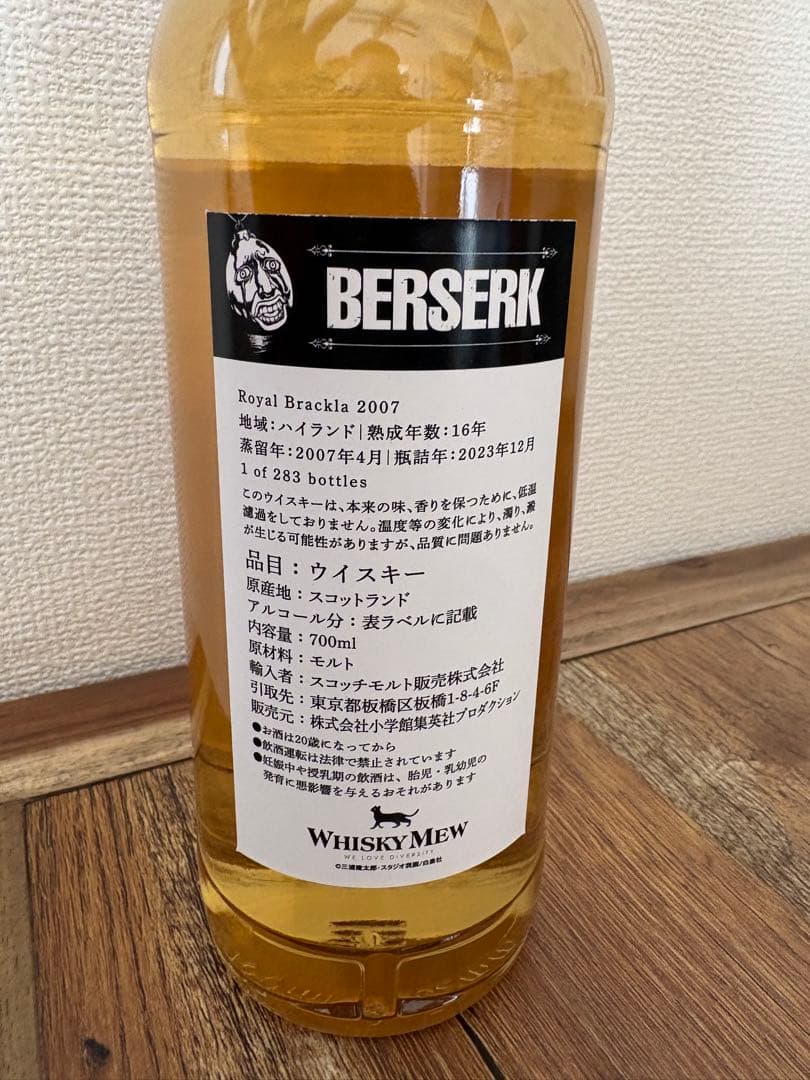 BERSERK
Royal Brackla 2007
地域：ハイランド｜熟成年数：16年
蒸留年：2007年4月｜瓶詰年：2023年12月
1 of 283 bottles
このウイスキーは、本来の味、香りを保つために、低温
濾過をしておりません。温度等の変化により、濁り、澱
が生じる可能性がありますが、品質に問題ありません。
品目：ウイスキー
原産地：スコットランド
アルコール分：表ラベルに記載
内容量：700ml
原材料：モルト
輸入者：スコッチモルト販売株式会社
引取先：東京都板橋区板橋1-8-4-6F
販売元：株式会社小学館集英社プロダクション
●お酒は20歳になってから
●飲酒運転は法律で禁止されています
●妊娠中や授乳期の飲酒は、胎児・乳幼児の
発育に悪影響を与えるおそれがあります
WHISKY MEW
WE LOVE DIVERSITY
©三浦建太郎・スタジオ我画/白泉社